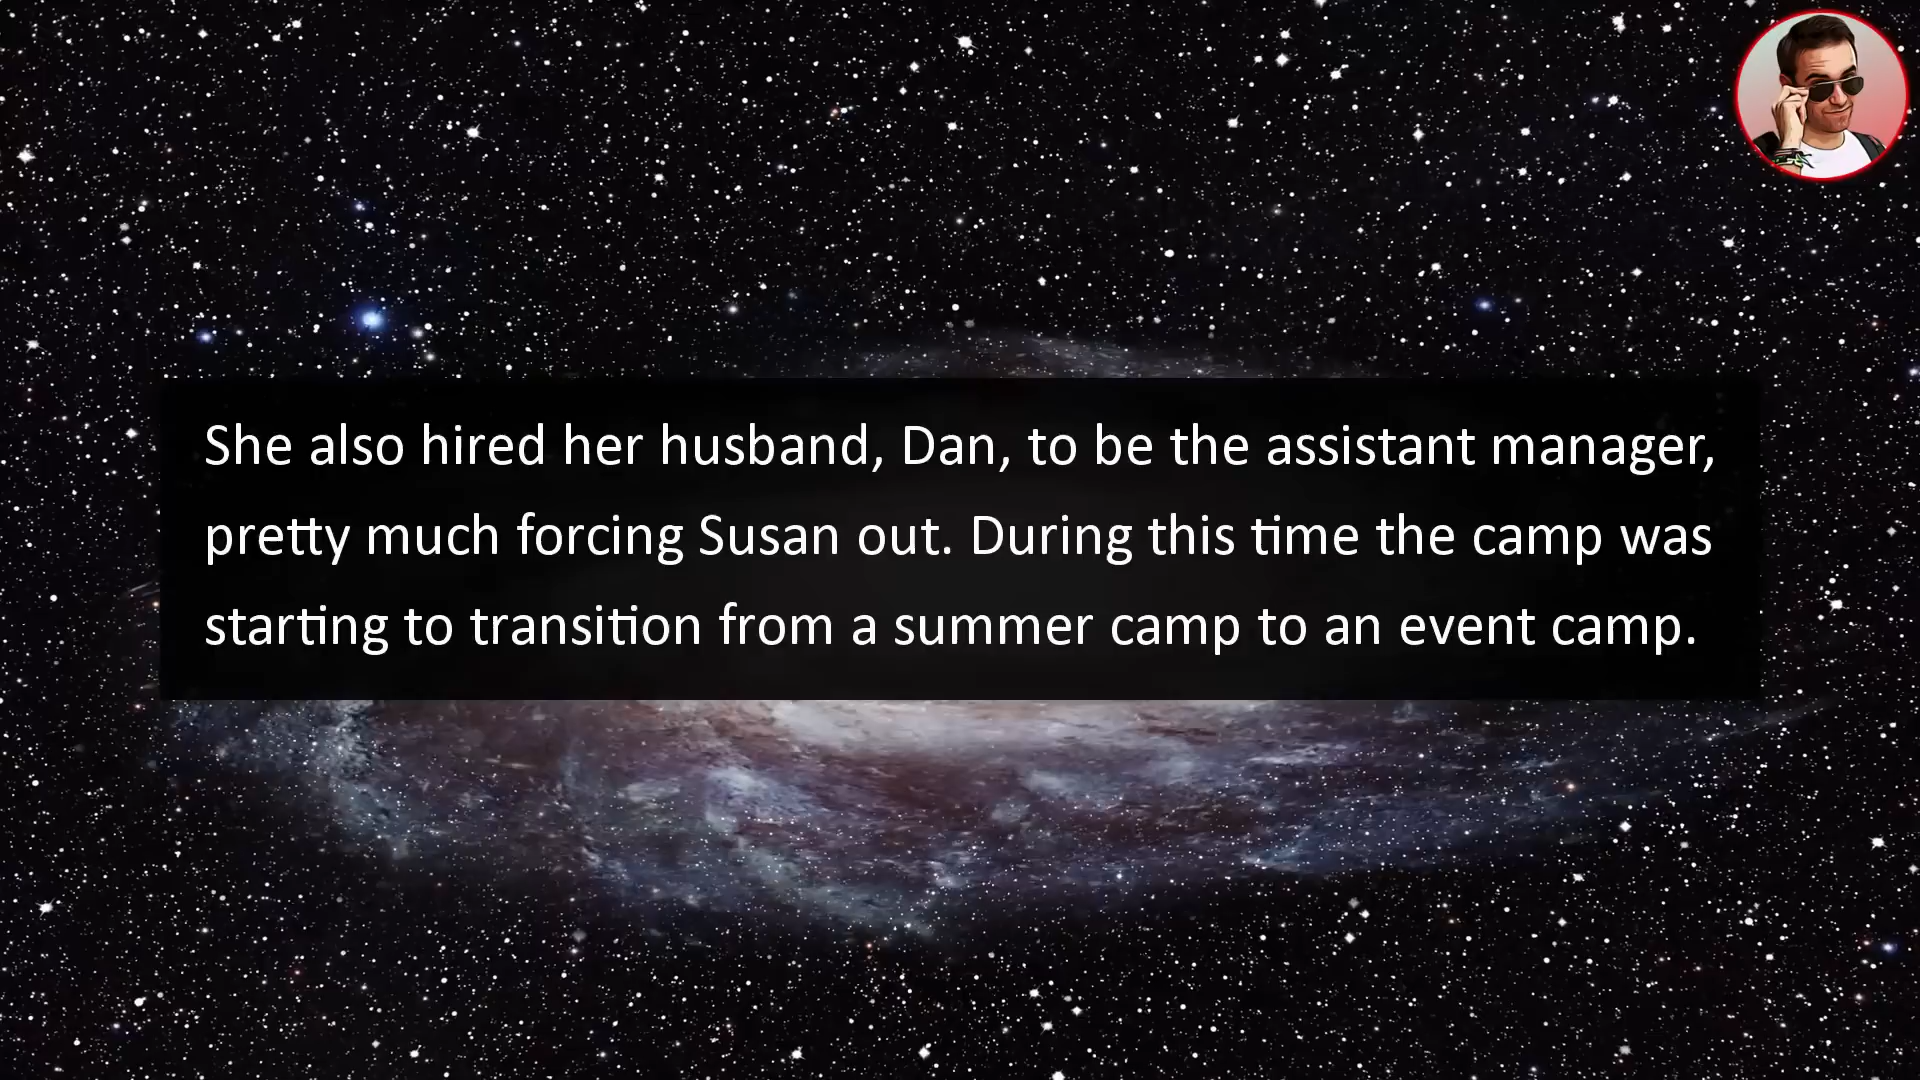 She also hired her husband, Dan, to be the assistant manager,
pretty much forcing Susan out. During this time the camp was
starting to transition from a summer camp to an event camp.